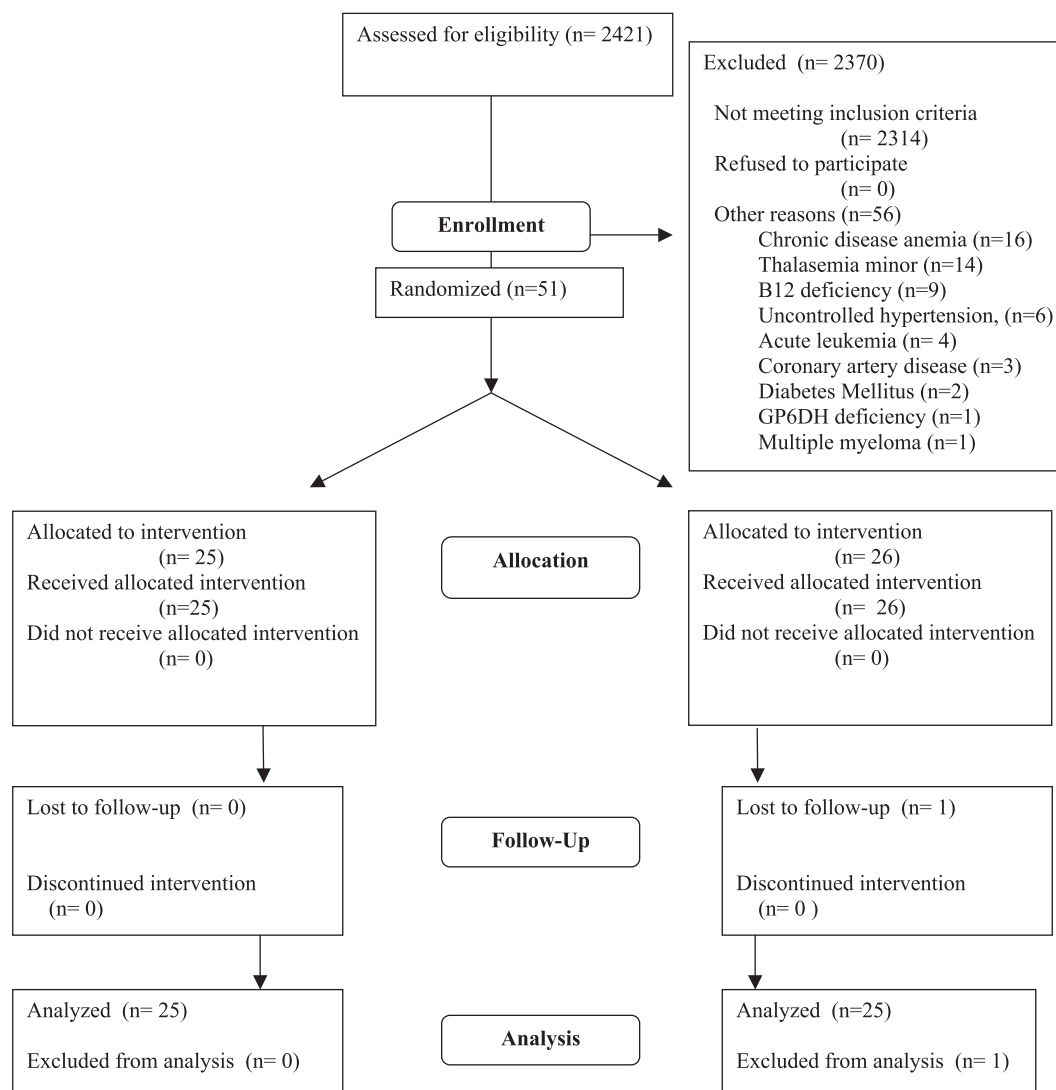 Assessed for eligibility (n= 2421)
Excluded (n= 2370)
Not meeting inclusion criteria
(n= 2314)
Refused to participate
(n= 0)
Other reasons (n=56)
Chronic disease anemia (n=16)
Thalasemia minor (n=14)
B12 deficiency (n=9)
Uncontrolled hypertension, (n=6)
Acute leukemia (n= 4)
Coronary artery disease (n=3)
Diabetes Mellitus (n=2)
GP6DH deficiency (n=1)
Multiple myeloma (n=1)
Enrollment
Randomized (n=51)
Allocated to intervention
(n= 25)
Received allocated intervention
(n=25)
Did not receive allocated intervention
(n= 0)
Allocation
Allocated to intervention
(n= 26)
Received allocated intervention
(n= 26)
Did not receive allocated intervention
(n= 0)
Lost to follow-up (n= 0)
Discontinued intervention
(n= 0)
Follow-Up
Lost to follow-up (n= 1)
Discontinued intervention
(n= 0 )
Analyzed (n= 25)
Excluded from analysis (n= 0)
Analysis
Analyzed (n=25)
Excluded from analysis (n= 1)